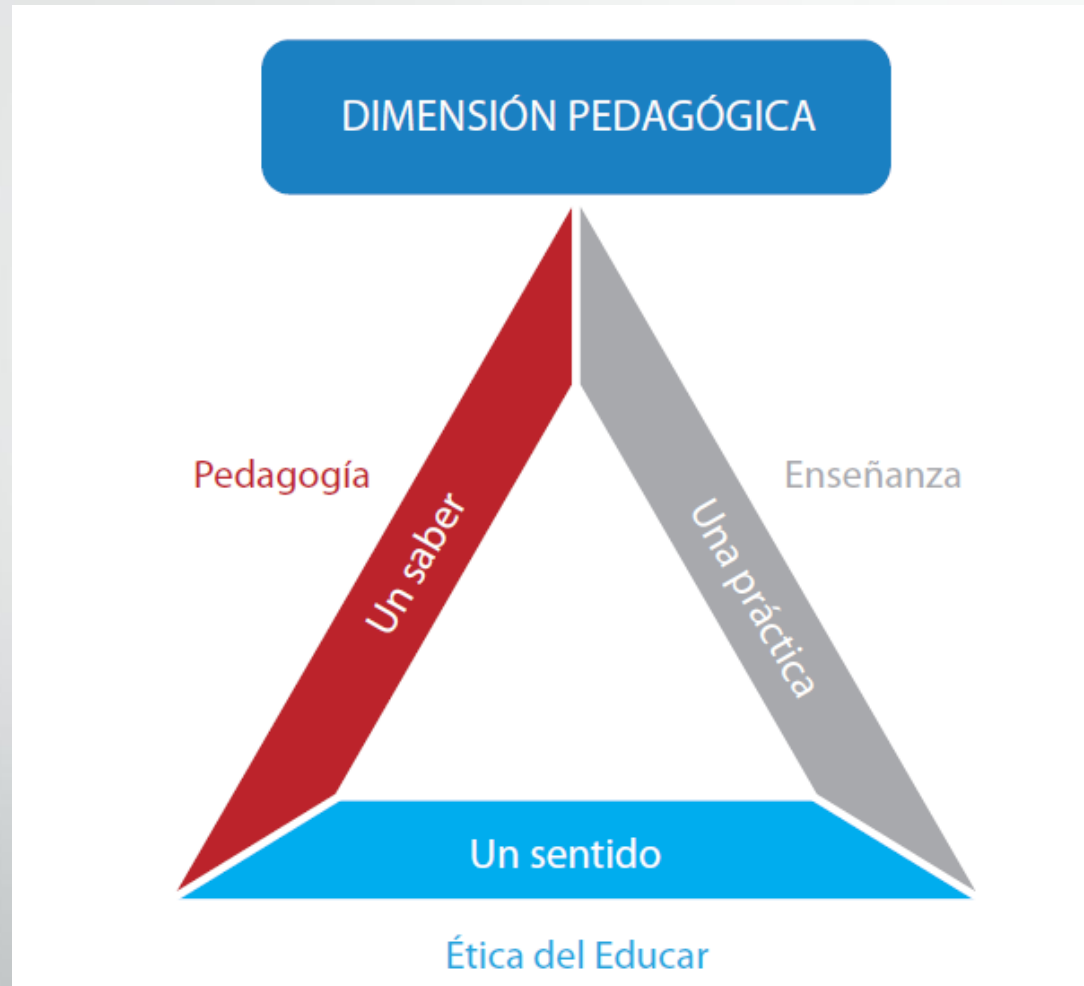 DIMENSIÓN PEDAGÓGICA
Pedagogía
Un saber
Una práctica
Enseñanza
Un sentido
Ética del Educar